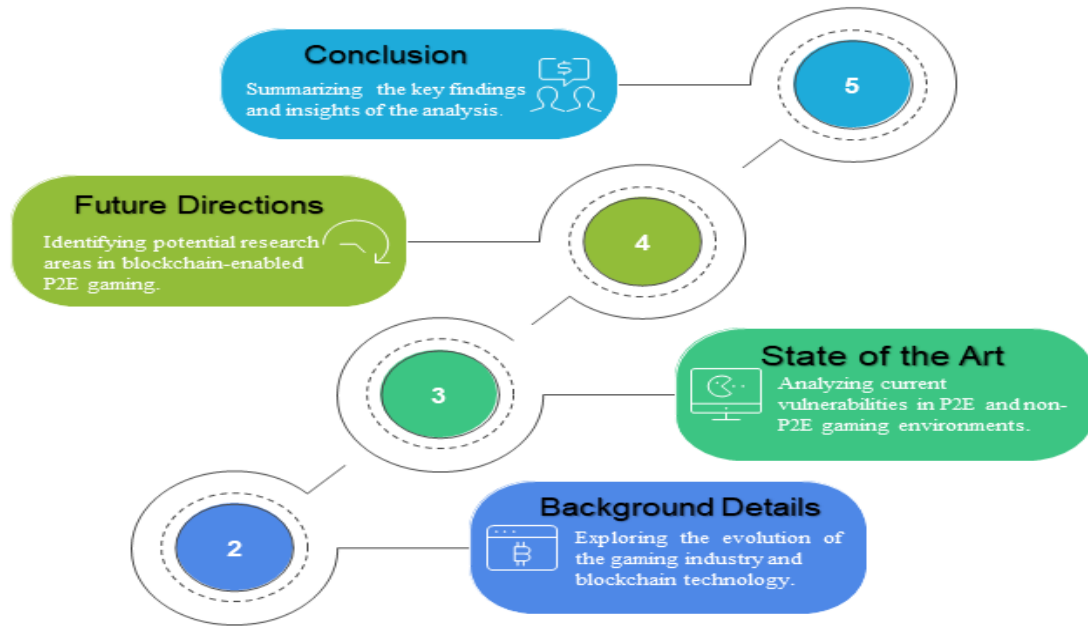 Conclusion
Summarizing the key findings
and insights of the analysis.
$
5
Future Directions
Identifying potential research
areas in blockchain-enabled
P2E gaming.
4
3
State of the Art
Analyzing current
vulnerabilities in P2E and non-
P2E gaming environments.
2
Background Details
Exploring the evolution of
the gaming industry and
blockchain technology.